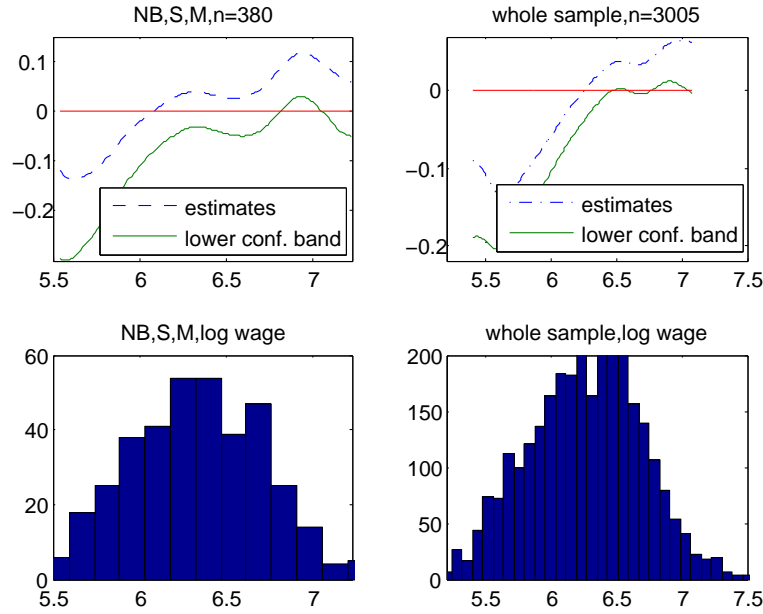 NB,S,M,n=380
0.1
0
−0.1
−0.2
estimates
lower conf. band
5.5 6 6.5 7
whole sample,n=3005
0
−0.1
−0.2
estimates
lower conf. band
5.5 6 6.5 7 7.5
NB,S,M,log wage
60
40
20
0
5.5 6 6.5 7
whole sample,log wage
200
150
100
50
0
5.5 6 6.5 7 7.5